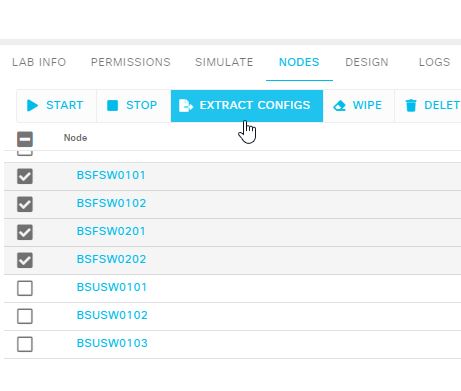 LAB INFO PERMISSIONS SIMULATE NODES DESIGN LOGS
START STOP EXTRACT CONFIGS WIPE DELET
Node
BSFSW0101
BSFSW0102
BSFSW0201
BSFSW0202
BSUSW0101
BSUSW0102
BSUSW0103